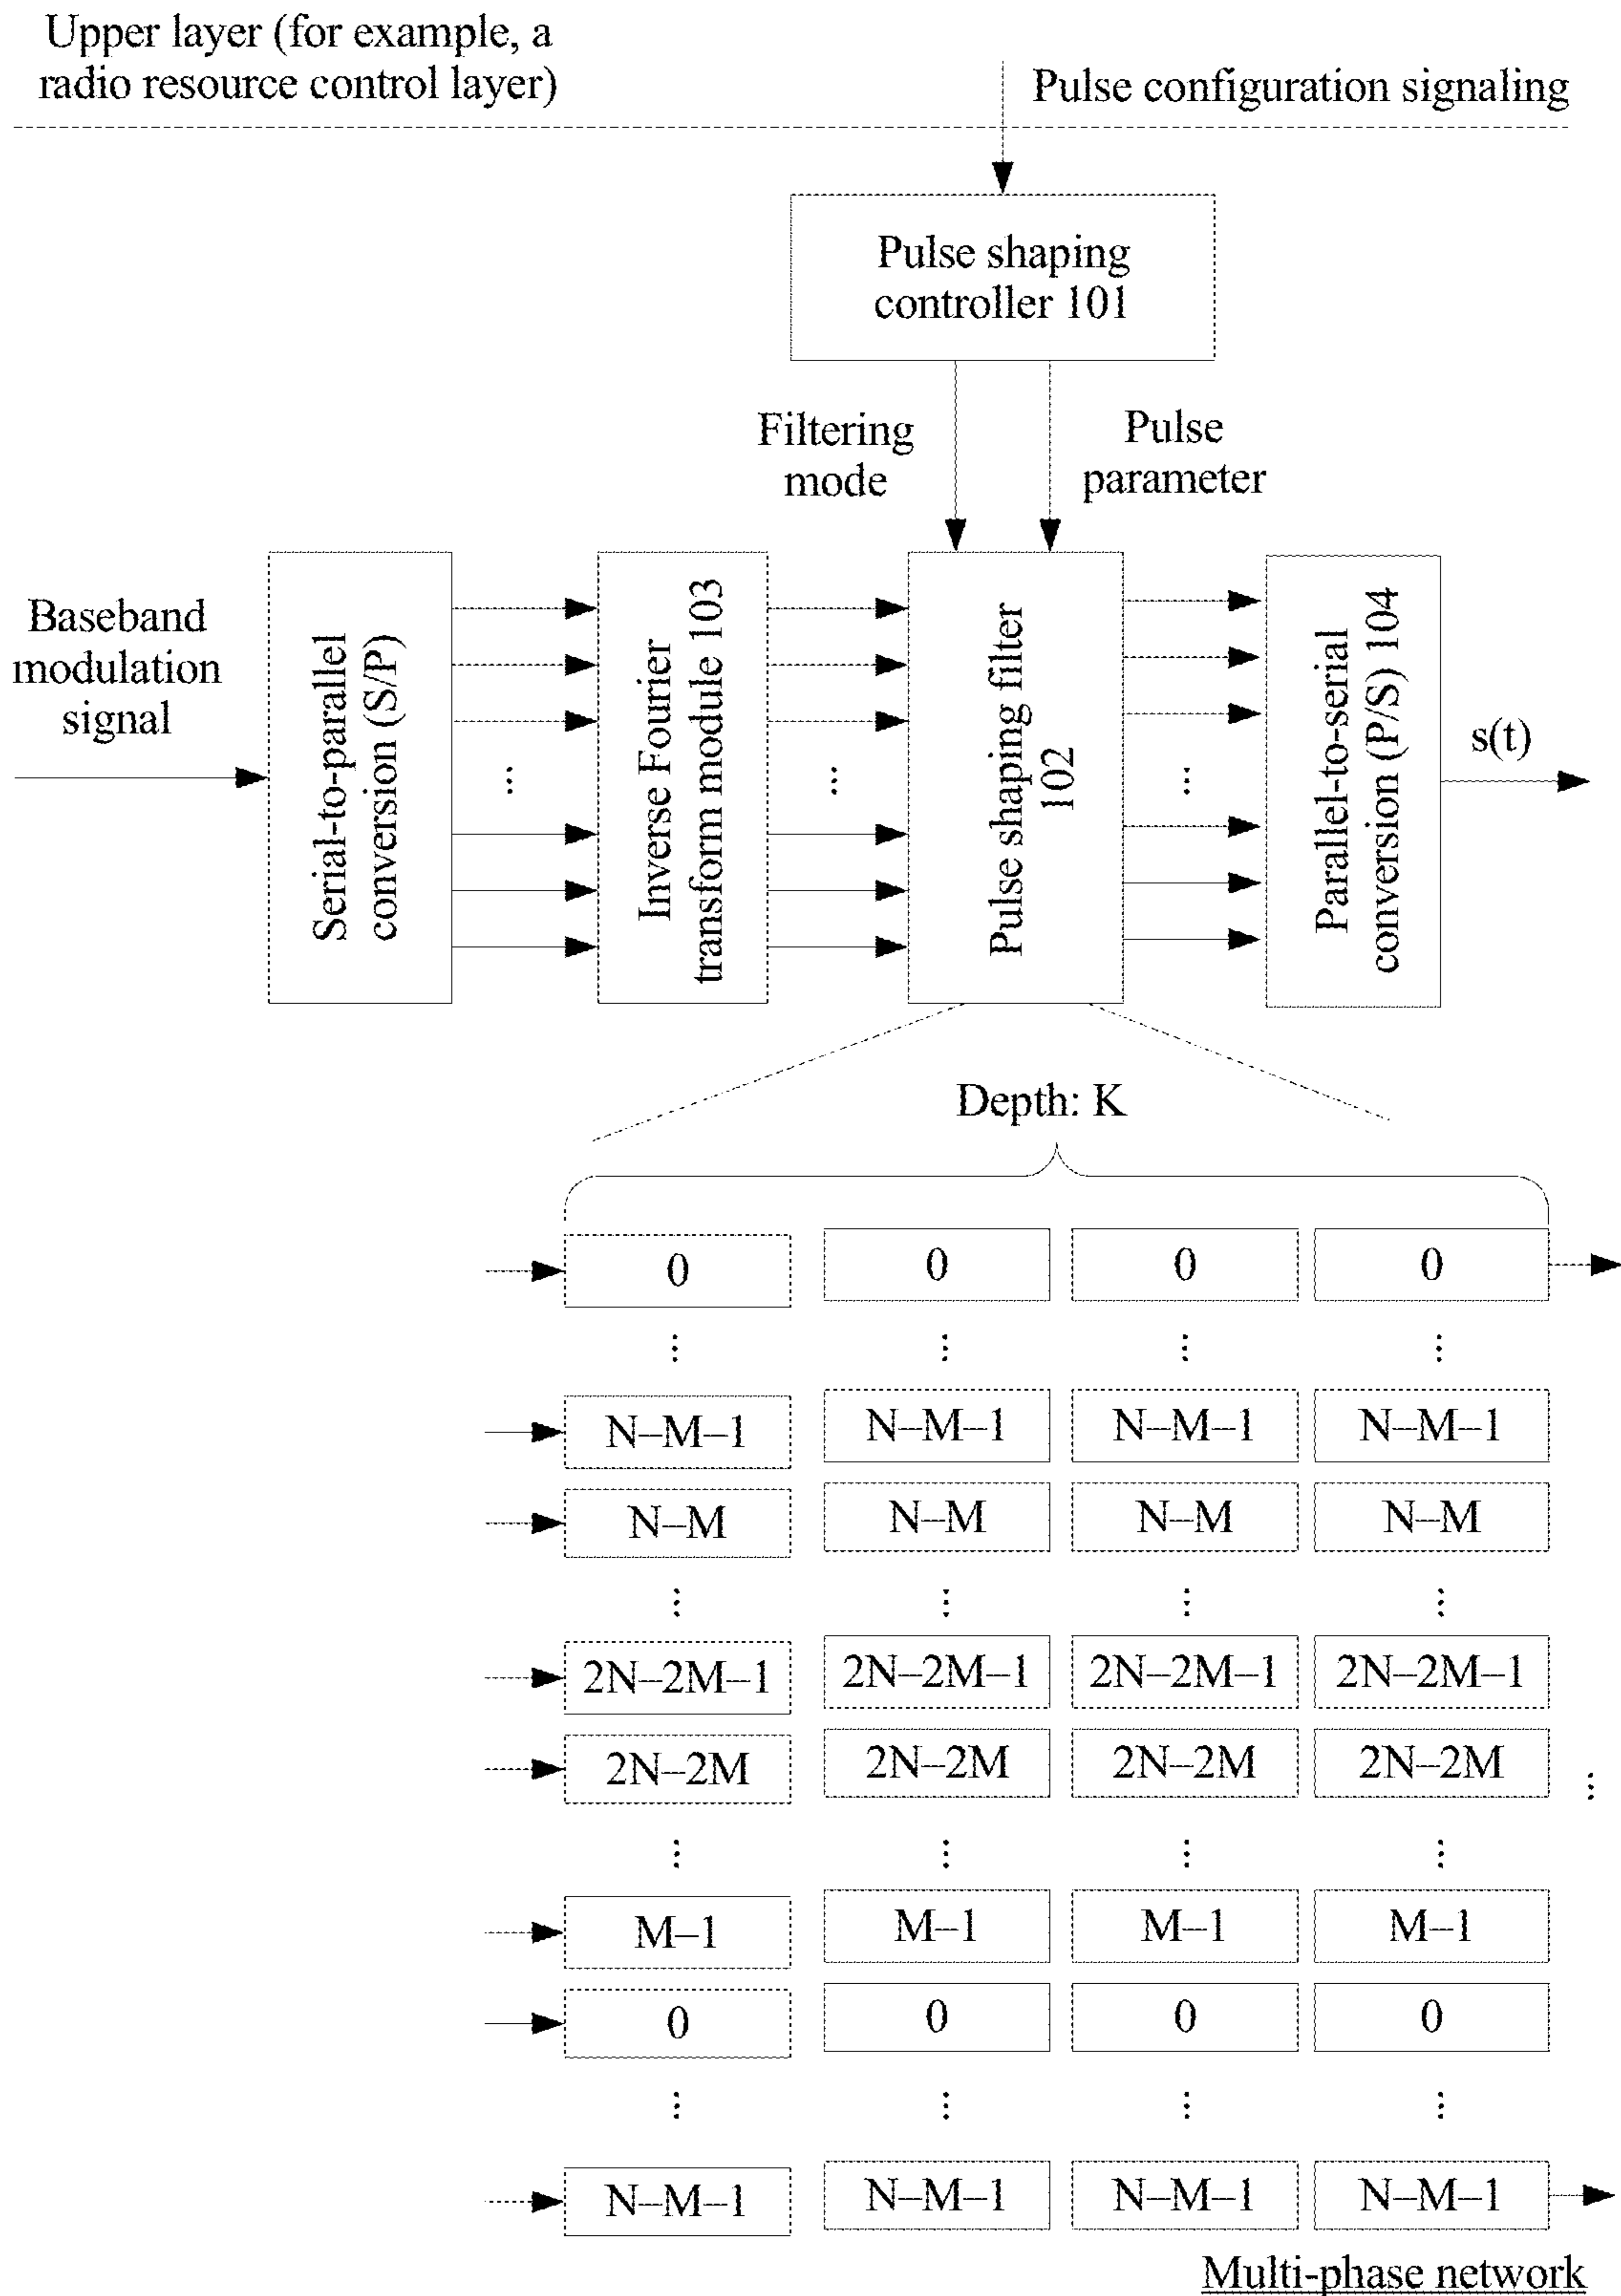 Upper layer (for example, a
radio resource control layer)
Pulse configuration signaling
Pulse shaping
controller 101
Filtering
mode
Pulse
parameter
Baseband
modulation
signal
Serial-to-parallel
conversion (S/P)
...
Inverse Fourier
transform module 103
...
Pulse shaping filter
102
...
Parallel-to-serial
conversion (P/S) 104
s(t)
Depth: K
0 0 0 0
... ... ... ...
N–M–1 N–M–1 N–M–1 N–M–1
N–M N–M N–M N–M
... ... ... ...
2N–2M–1 2N–2M–1 2N–2M–1 2N–2M–1
2N–2M 2N–2M 2N–2M 2N–2M ...
... ... ... ...
M–1 M–1 M–1 M–1
0 0 0 0
... ... ... ...
N–M–1 N–M–1 N–M–1 N–M–1
Multi-phase network